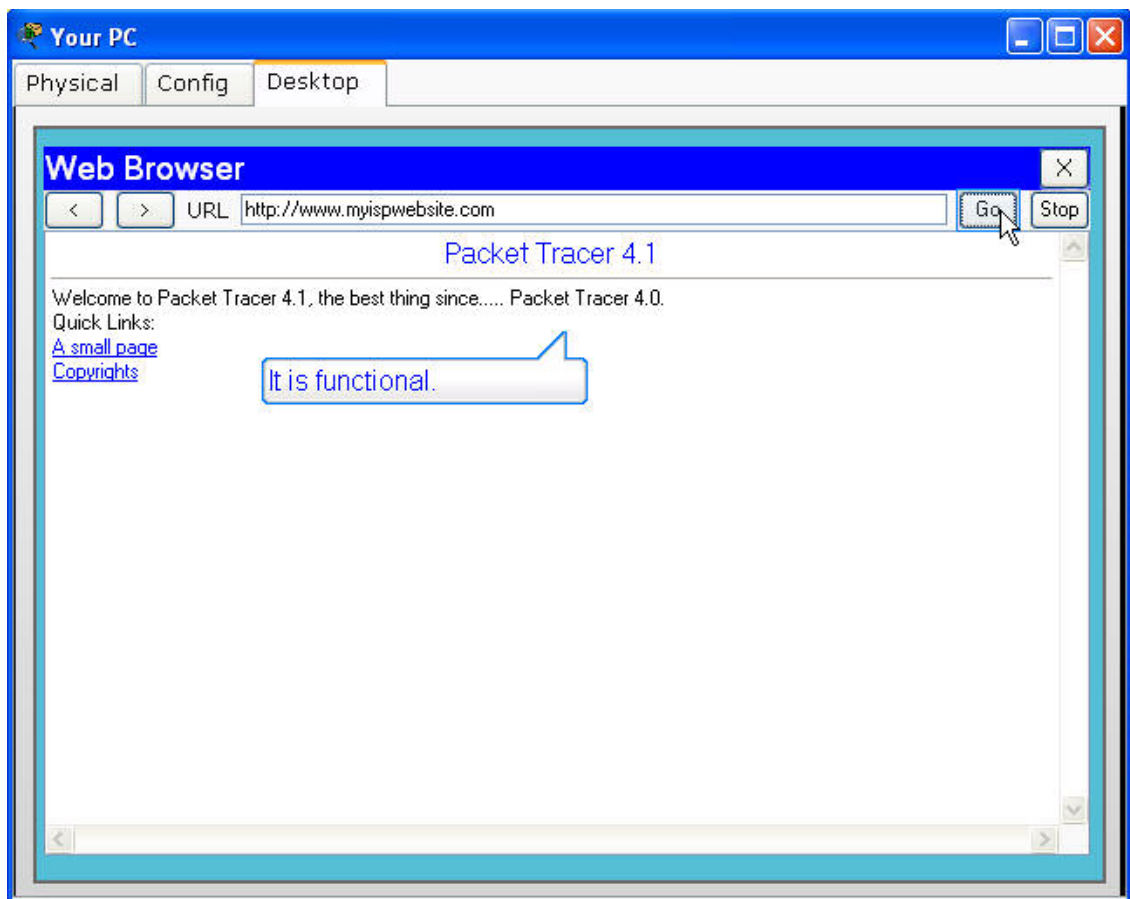 Your PC
Physical Config Desktop
Web Browser X
< > URL http://www.myispwebsite.com Go Stop
Packet Tracer 4.1
Welcome to Packet Tracer 4.1, the best thing since..... Packet Tracer 4.0.
Quick Links:
A small page
Copyrights
It is functional.